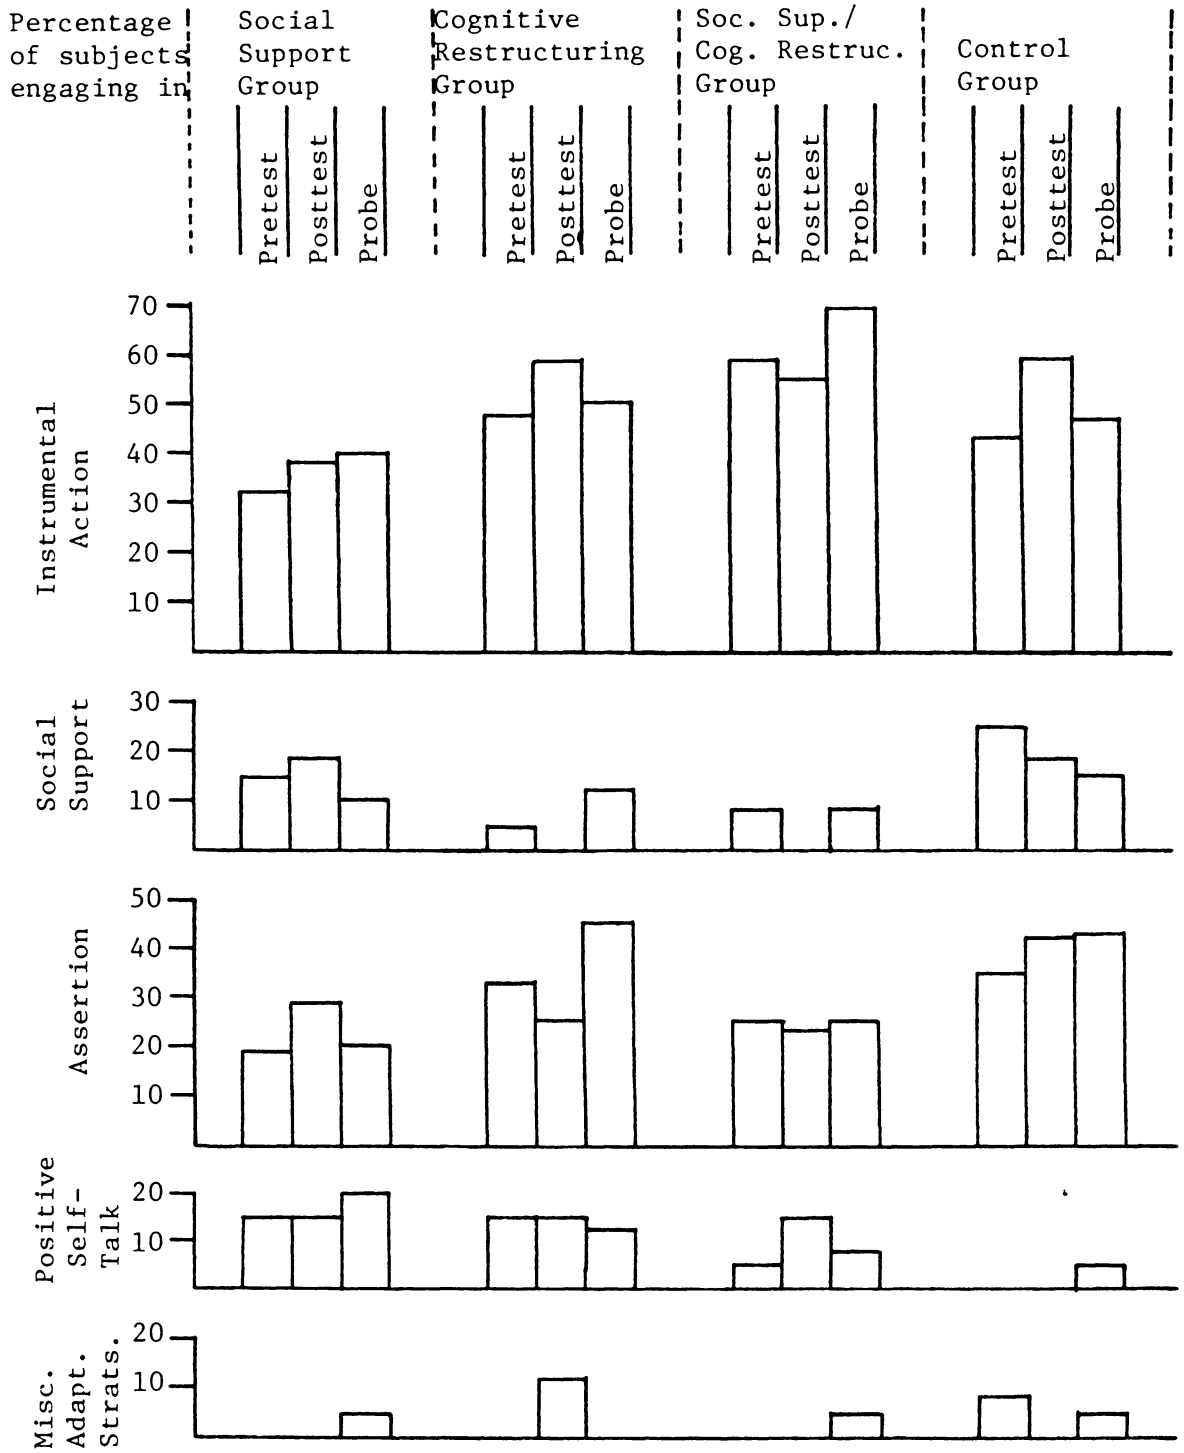 Percentage
of subjects
engaging in
Social
Support
Group
Cognitive
Restructuring
Group
Soc. Sup./
Cog. Restruc.
Group
Control
Group
Pretest
Posttest
Probe
Pretest
Posttest
Probe
Pretest
Posttest
Probe
Pretest
Posttest
Probe
Instrumental
Action
70
60
50
40
30
20
10
Social
Support
30
20
10
Assertion
50
40
30
20
10
Positive
Self-
Talk
20
10
Misc.
Adapt.
Strats.
20
10